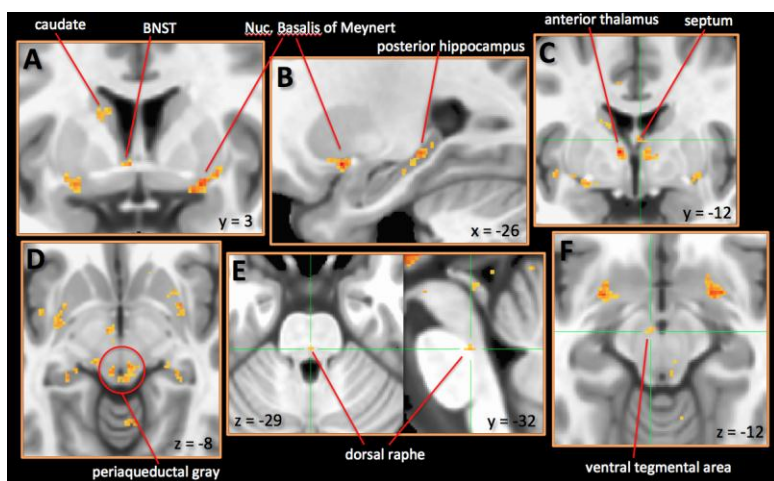 caudate
BNST
Nuc. Basalis of Meynert
posterior hippocampus
anterior thalamus
septum
A
y = 3
B
x = -26
C
y = -12
D
z = -8
periaqueductal gray
E
z = -29
y = -32
dorsal raphe
F
z = -12
ventral tegmental area